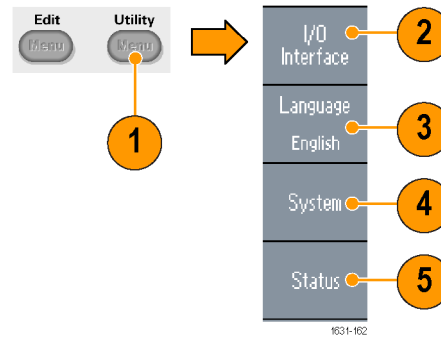 Edit Utility
Menu Menu
1
I/O
Interface
2
Language
English
3
System
4
Status
5
1631-162